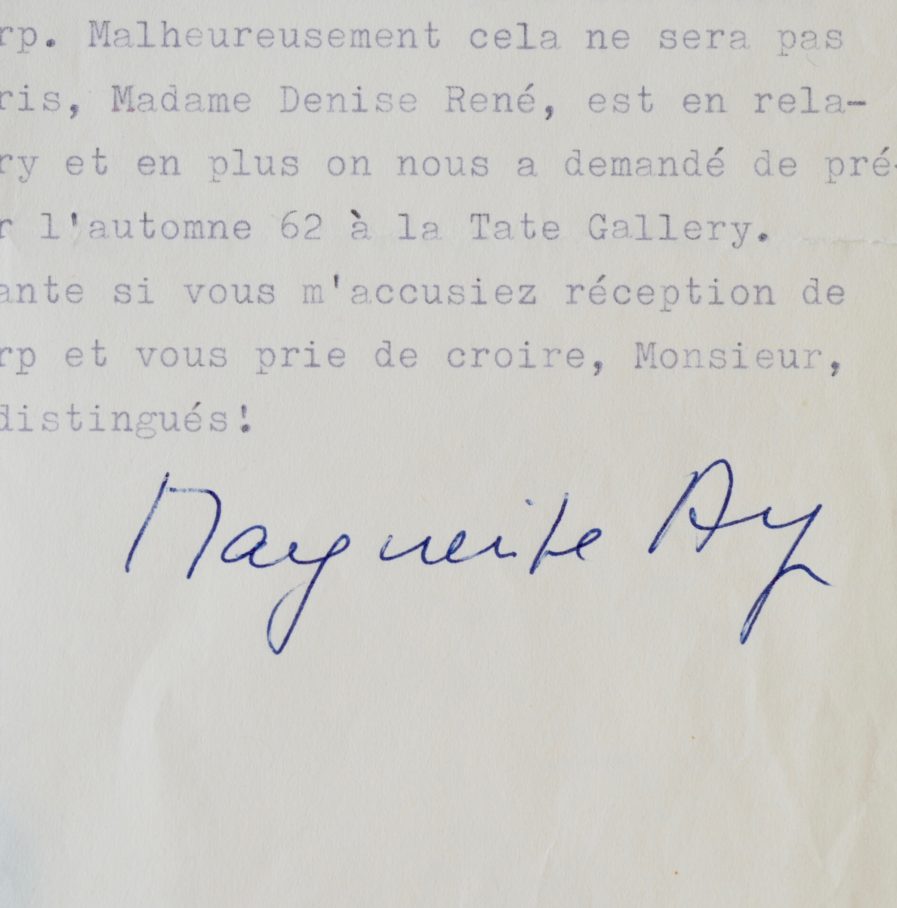 rp. Malheureusement cela ne sera pas
ris, Madame Denise René, est en rela-
ry et en plus on nous a demandé de pré-
r l'automne 62 à la Tate Gallery.
ante si vous m'accusiez réception de
rp et vous prie de croire, Monsieur,
distingués!
Marguerite Arp